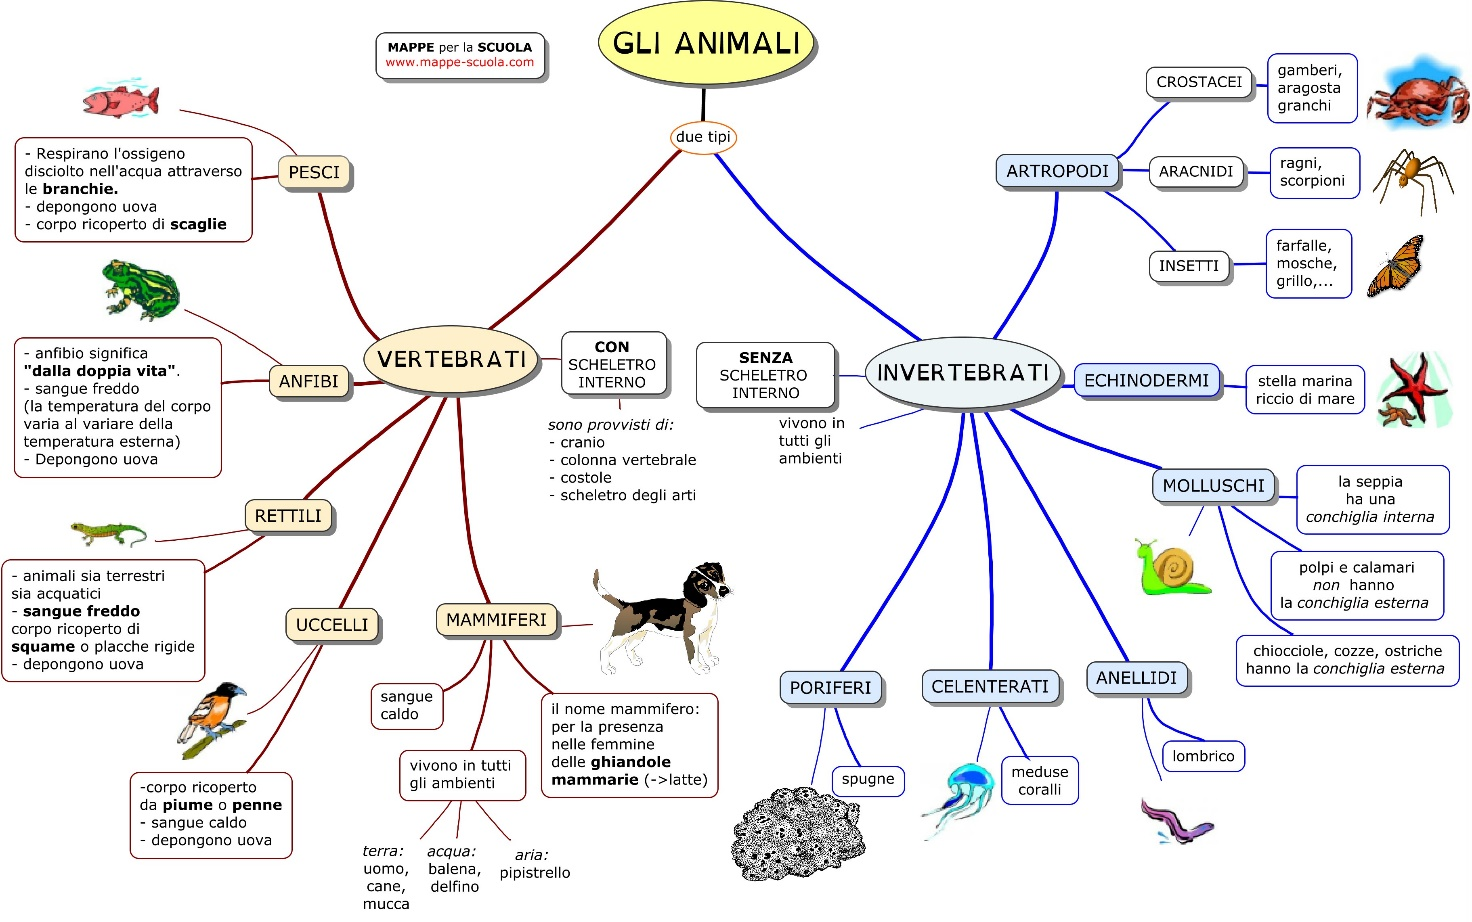 GLI ANIMALI
MAPPE per la SCUOLA
www.mappe-scuola.com
due tipi
VERTEBRATI
CON
SCHELETRO
INTERNO
sono provvisti di:
- cranio
- colonna vertebrale
- costole
- scheletro degli arti
PESCI
- Respirano l'ossigeno
disciolto nell'acqua attraverso
le branchie.
- depongono uova
- corpo ricoperto di scaglie
ANFIBI
- anfibio significa
"dalla doppia vita".
- sangue freddo
(la temperatura del corpo
varia al variare della
temperatura esterna)
- Depongono uova
RETTILI
- animali sia terrestri
sia acquatici
- sangue freddo
corpo ricoperto di
squame o placche rigide
- depongono uova
UCCELLI
-corpo ricoperto
da piume o penne
- sangue caldo
- depongono uova
MAMMIFERI
sangue
caldo
vivono in tutti
gli ambienti
terra:
uomo,
cane,
mucca
acqua:
balena,
delfino
aria:
pipistrello
il nome mammifero:
per la presenza
nelle femmine
delle ghiandole
mammarie (->latte)
INVERTEBRATI
SENZA
SCHELETRO
INTERNO
vivono in
tutti gli
ambienti
ARTROPODI
CROSTACEI
gamberi,
aragosta
granchi
ARACNIDI
ragni,
scorpioni
INSETTI
farfalle,
mosche,
grillo,...
ECHINODERMI
stella marina
riccio di mare
MOLLUSCHI
la seppia
ha una
conchiglia interna
polpi e calamari
non hanno
la conchiglia esterna
chiocciole, cozze, ostriche
hanno la conchiglia esterna
ANELLIDI
lombrico
CELENTERATI
meduse
coralli
PORIFERI
spugne